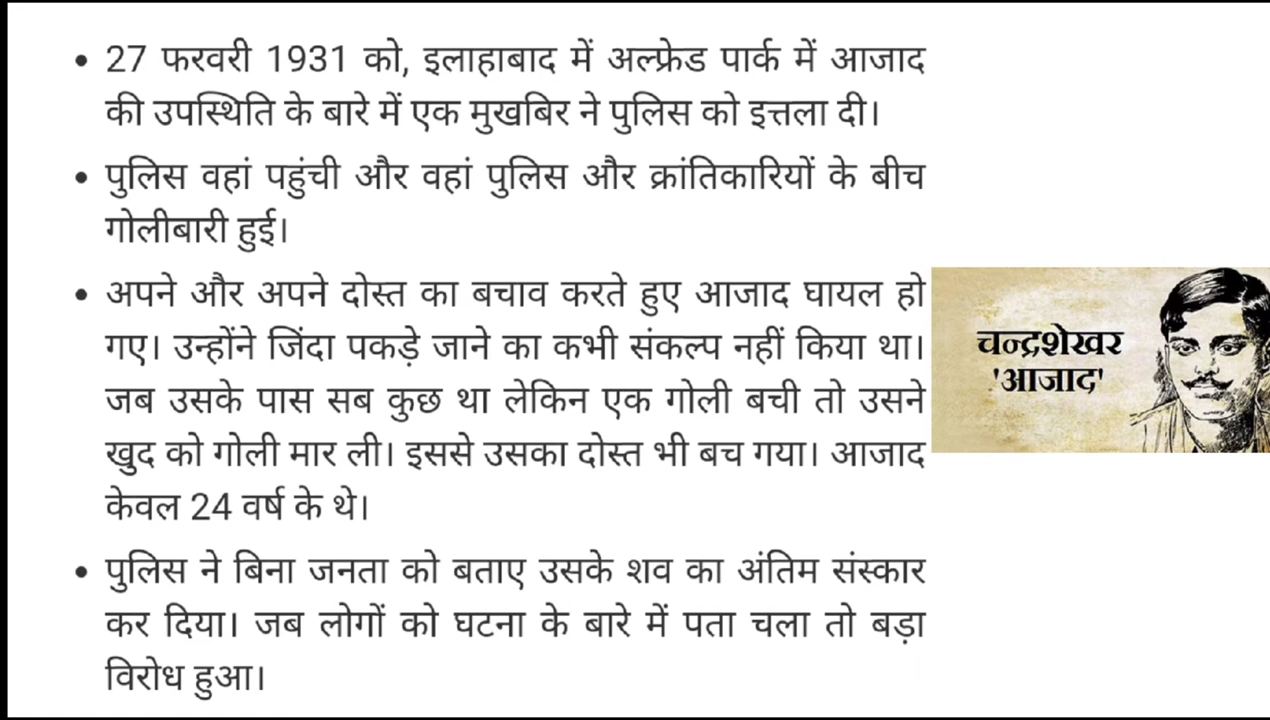 • 27 फरवरी 1931 को, इलाहाबाद में अल्फ्रेड पार्क में आजाद
की उपस्थिति के बारे में एक मुखबिर ने पुलिस को इत्तला दी।
• पुलिस वहां पहुंची और वहां पुलिस और क्रांतिकारियों के बीच
गोलीबारी हुई।
• अपने और अपने दोस्त का बचाव करते हुए आजाद घायल हो
गए। उन्होंने जिंदा पकड़े जाने का कभी संकल्प नहीं किया था।
जब उसके पास सब कुछ था लेकिन एक गोली बची तो उसने
खुद को गोली मार ली। इससे उसका दोस्त भी बच गया। आजाद
केवल 24 वर्ष के थे।
• पुलिस ने बिना जनता को बताए उसके शव का अंतिम संस्कार
कर दिया। जब लोगों को घटना के बारे में पता चला तो बड़ा
विरोध हुआ।
चन्द्रशेखर
'आजाद'